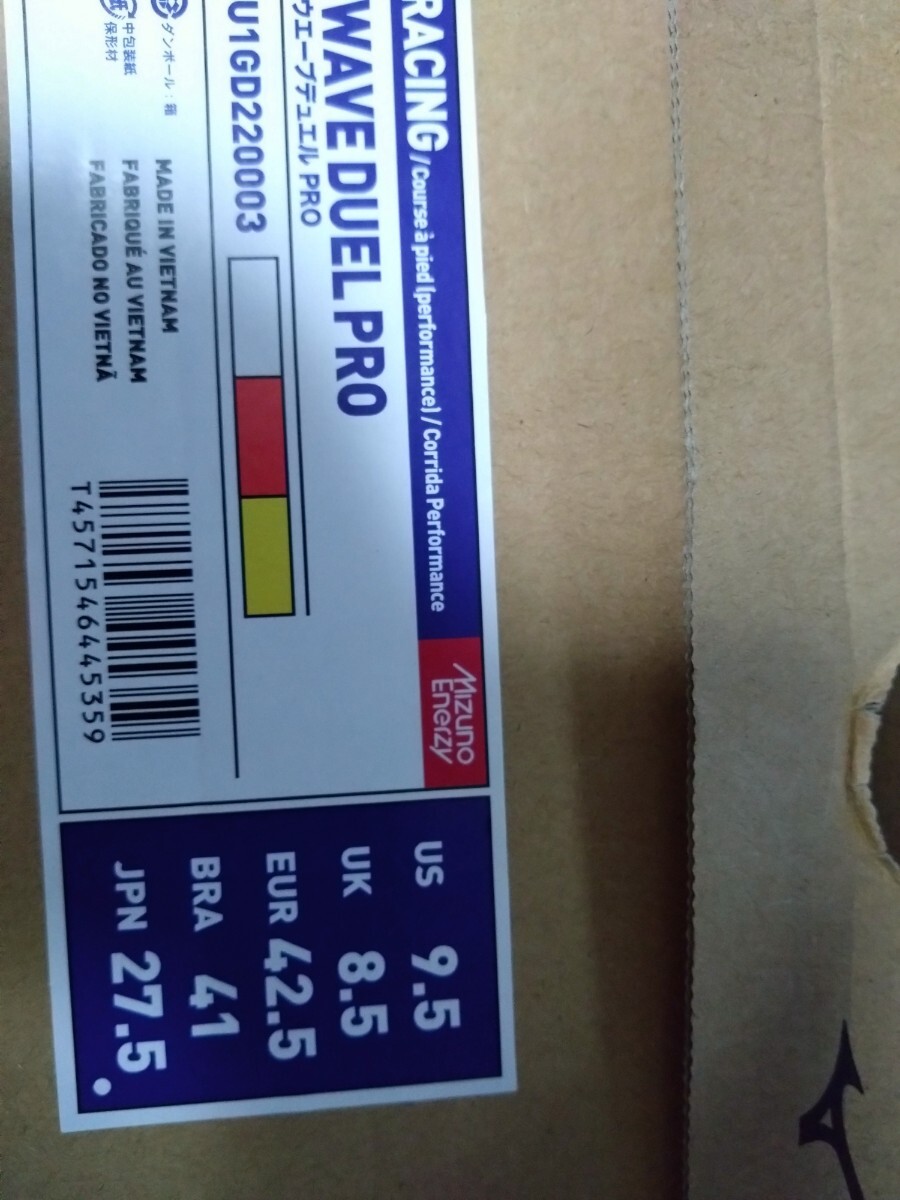 RACING / Course à pied (performance) / Corrida Performance
Mizuno
Enerzy
WAVE DUEL PRO
ウエーブデュエル PRO
U1GD220003
ダンボール：箱
中包装紙
保形材
MADE IN VIETNAM
FABRIQUÉ AU VIETNAM
FABRICADO NO VIETNÃ
T4571546445359
US 9.5
UK 8.5
EUR 42.5
BRA 41
JPN 27.5